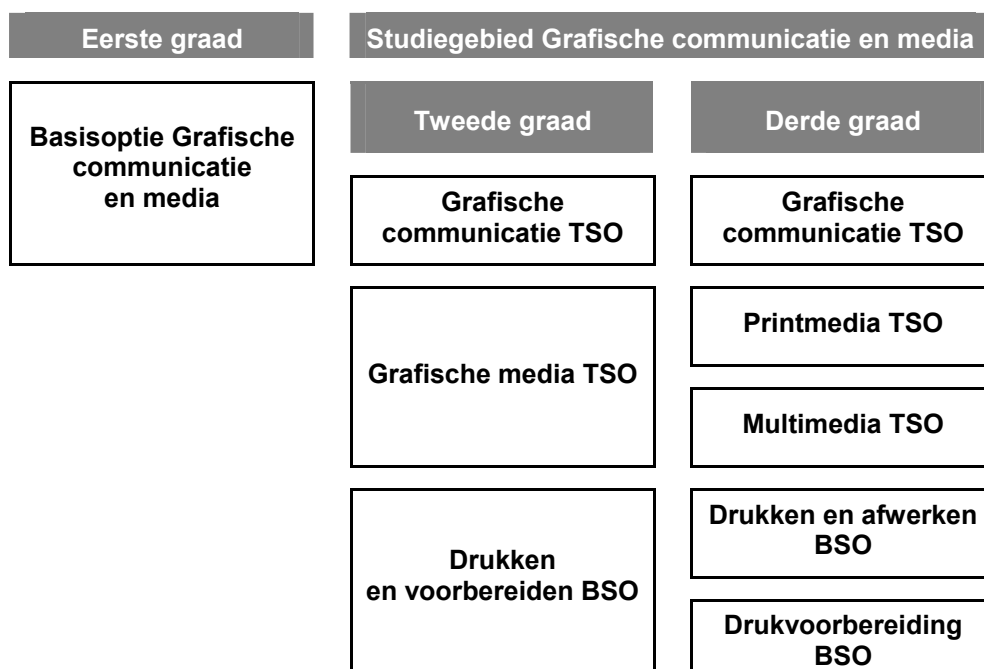 Eerste graad
Studiegebied Grafische communicatie en media
Basisoptie Grafische
communicatie
en media
Tweede graad
Derde graad
Grafische
communicatie TSO
Grafische
communicatie TSO
Grafische media TSO
Printmedia TSO
Multimedia TSO
Drukken
en voorbereiden BSO
Drukken en afwerken
BSO
Drukvoorbereiding
BSO